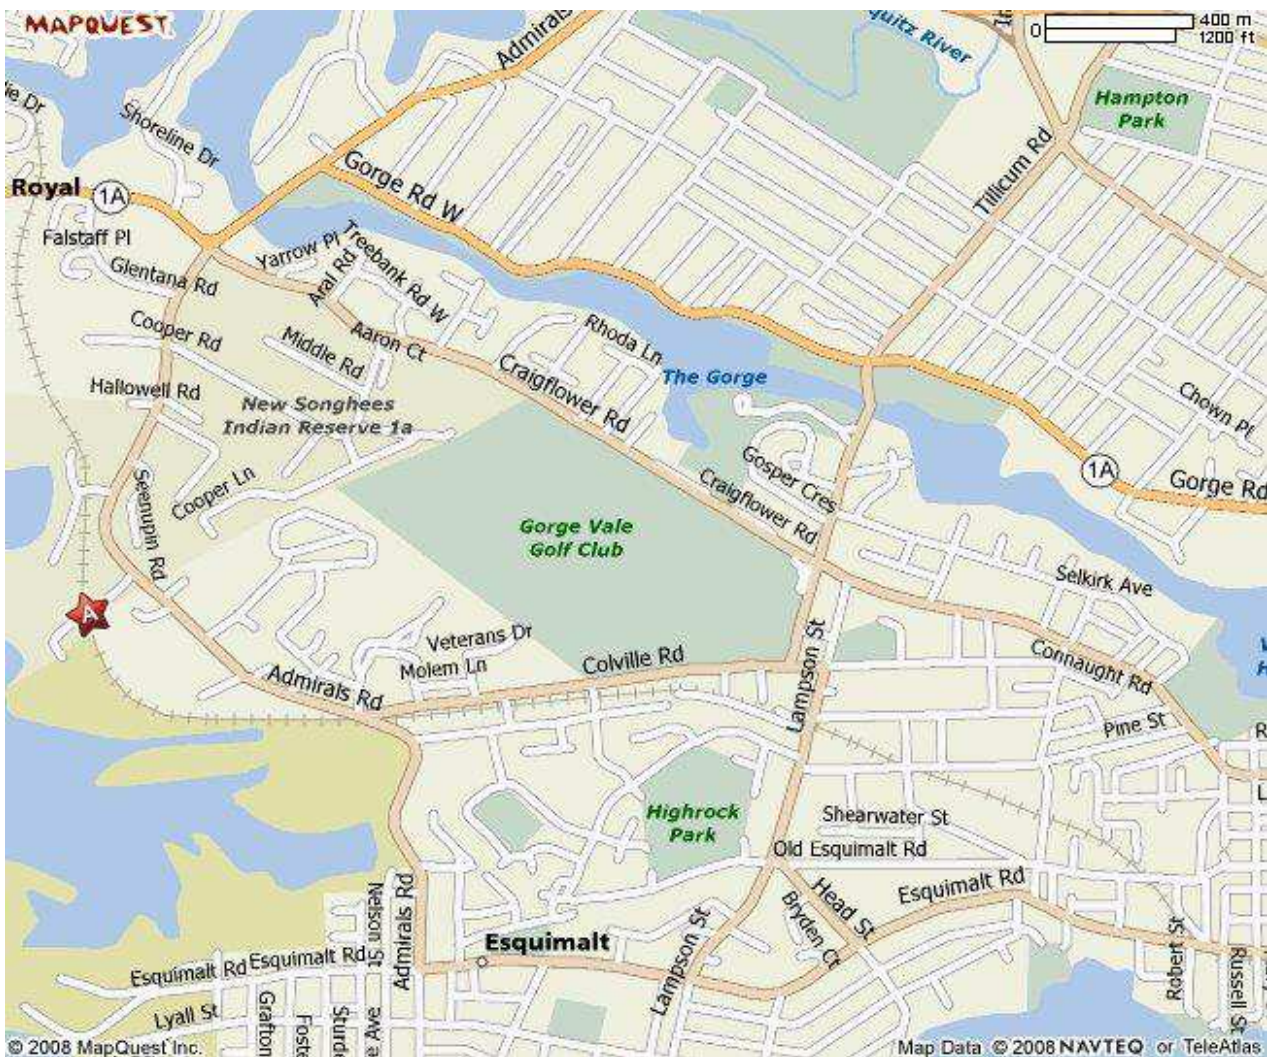 MAPQUEST.
0
400 m
1200 ft
Admirals
quitz River
Hampton
Park
ie Dr
Shoreline Dr
Royal
1A
Gorge Rd W
Tillicum Rd
Falstaff Pl
Yarrow Pl
Treebank Rd W
Glentana Rd
Aral Rd
Cooper Rd
Middle Rd
Aaron Ct
Rhoda Ln
Craigflower Rd
The Gorge
Hallowell Rd
New Songhees
Indian Reserve 1a
Chown Pl
Gosper Cres
1A
Gorge Rd
Seenupin Rd
Cooper Ln
Craigflower Rd
Gorge Vale
Golf Club
Selkirk Ave
A
Veterans Dr
Molem Ln
Colville Rd
Lampson St
Connaught Rd
Admirals Rd
Pine St
Highrock
Park
Shearwater St
Old Esquimalt Rd
Head St
Esquimalt Rd
Bryden Ct
Nelson St
Admirals Rd
Esquimalt
Lampson St
Robert St
Russell St
Esquimalt Rd
Esquimalt Rd
Lyall St
Grafton
Foste
Sturd
e Ave
© 2008 MapQuest Inc.
Map Data © 2008 NAVTEQ or TeleAtlas